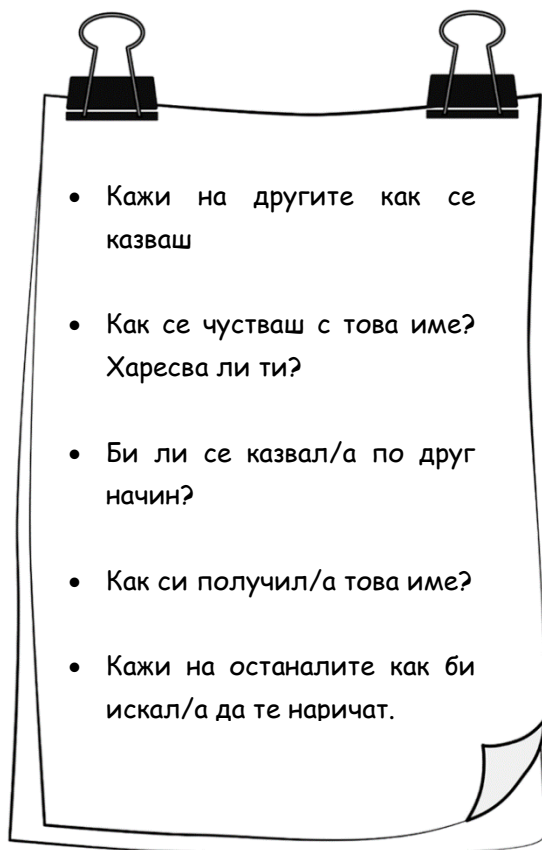 • Кажи на другите как се
казваш
• Как се чустваш с това име?
Харесва ли ти?
• Би ли се казвал/а по друг
начин?
• Как си получил/а това име?
• Кажи на останалите как би
искал/а да те наричат.